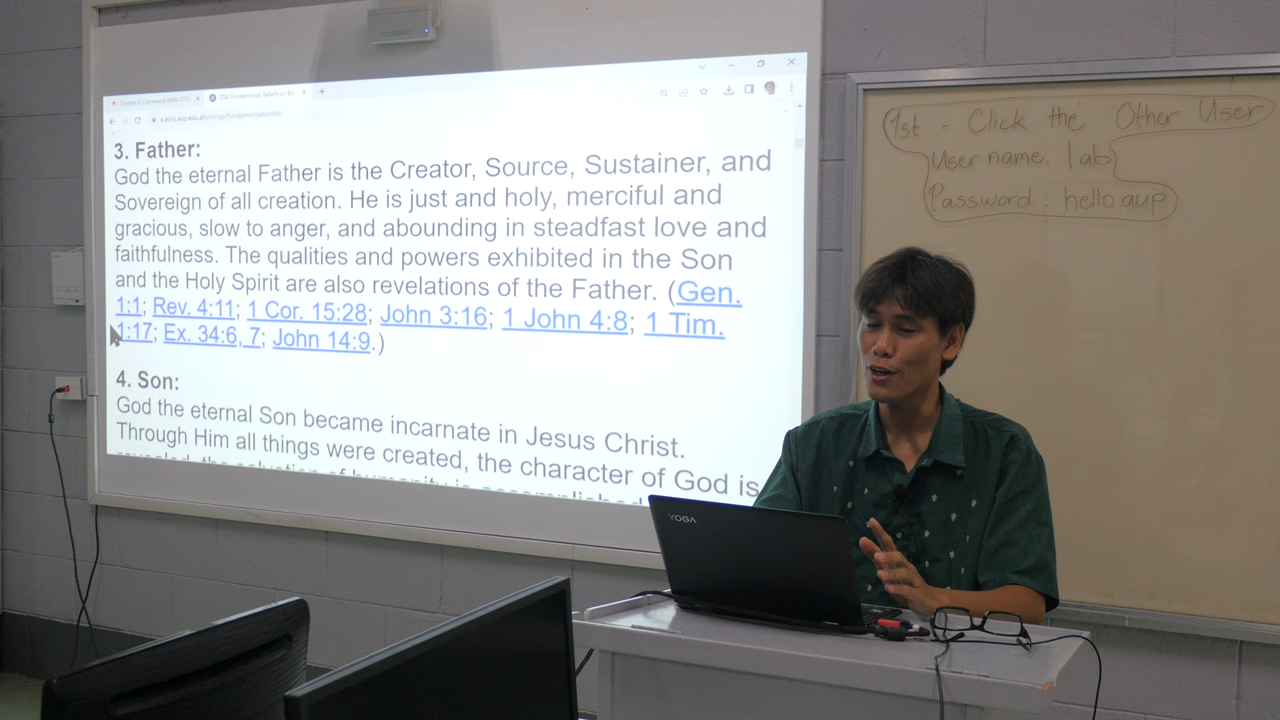 SDA Fundamental Beliefs w/
3. Father:
God the eternal Father is the Creator, Source, Sustainer, and
Sovereign of all creation. He is just and holy, merciful and
gracious, slow to anger, and abounding in steadfast love and
faithfulness. The qualities and powers exhibited in the Son
and the Holy Spirit are also revelations of the Father. (Gen.
1:1; Rev. 4:11; 1 Cor. 15:28; John 3:16; 1 John 4:8; 1 Tim.
1:17; Ex. 34:6, 7; John 14:9.)
4. Son:
God the eternal Son became incarnate in Jesus Christ.
Through Him all things were created, the character of God is
1st - Click the Other User
User name: lab
Password : hello aup
YOGA